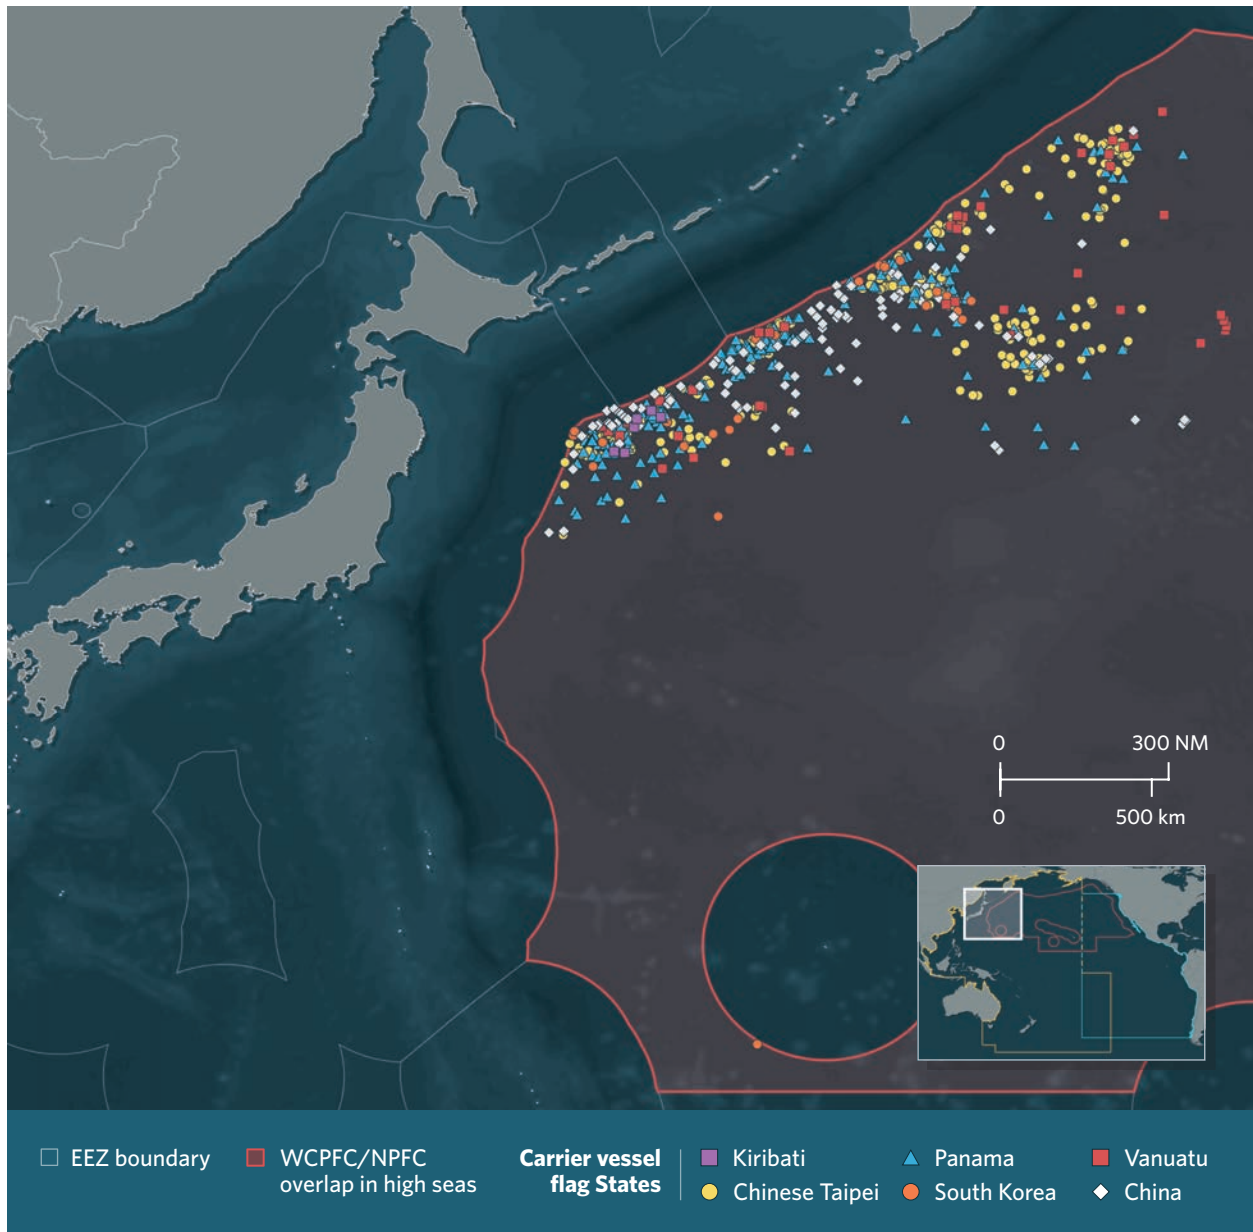 0 300 NM
0 500 km
EEZ boundary
WCPFC/NPFC
overlap in high seas
Carrier vessel
flag States
Kiribati
Panama
Vanuatu
Chinese Taipei
South Korea
China